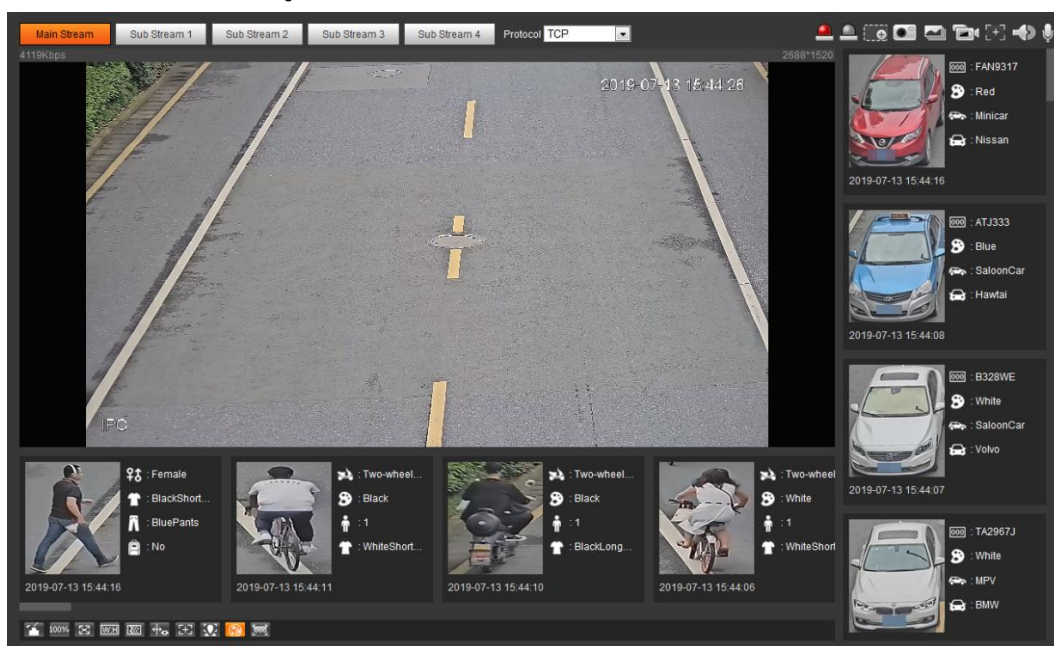 Main Stream
Sub Stream 1
Sub Stream 2
Sub Stream 3
Sub Stream 4
Protocol TCP
4119Kbps
2688*1520
2019-07-13 15:44:26
IPC
: FAN9317
: Red
: Minicar
: Nissan
2019-07-13 15:44:16
: ATJ333
: Blue
: SaloonCar
: Hawtai
2019-07-13 15:44:08
: B328WE
: White
: SaloonCar
: Volvo
2019-07-13 15:44:07
: TA2967J
: White
: MPV
: BMW
: Female
: BlackShort...
: BluePants
: No
2019-07-13 15:44:16
: Two-wheel...
: Black
: 1
: WhiteShort...
2019-07-13 15:44:11
: Two-wheel...
: Black
: 1
: BlackLong...
2019-07-13 15:44:10
: Two-wheel
: White
: 1
: WhiteShort
2019-07-13 15:44:06
100%
W:H